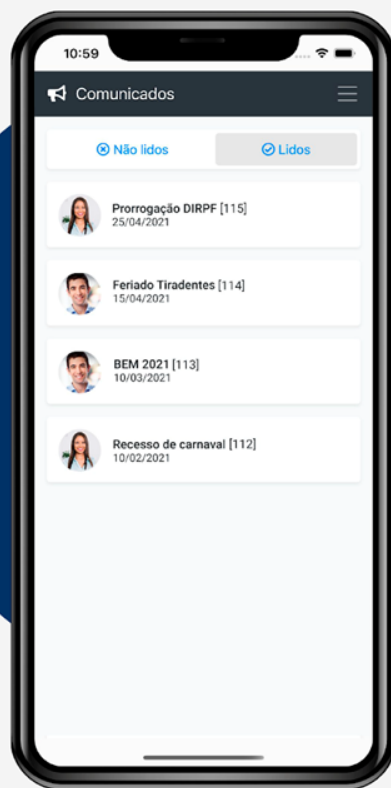 10:59
Comunicados
Não lidos
Lidos
Prorrogação DIRPF [115]
25/04/2021
Feriado Tiradentes [114]
15/04/2021
BEM 2021 [113]
10/03/2021
Recesso de carnaval [112]
10/02/2021